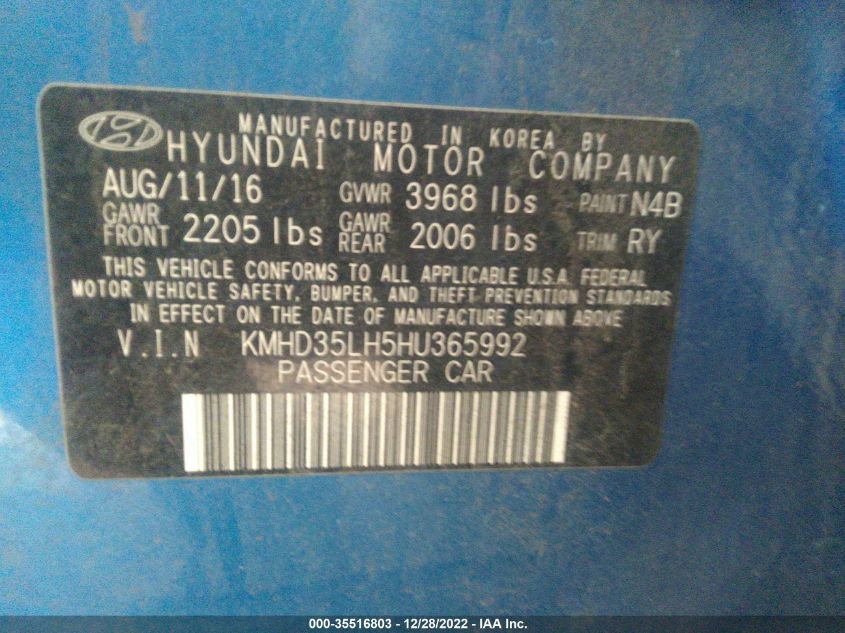 MANUFACTURED IN KOREA BY
HYUNDAI MOTOR COMPANY
AUG/11/16 GVWR 3968 lbs PAINT N4B
GAWR FRONT 2205 lbs GAWR REAR 2006 lbs TRIM RY
THIS VEHICLE CONFORMS TO ALL APPLICABLE U.S.A. FEDERAL
MOTOR VEHICLE SAFETY, BUMPER, AND THEFT PREVENTION STANDARDS
IN EFFECT ON THE DATE OF MANUFACTURE SHOWN ABOVE
V.I.N KMHD35LH5HU365992
PASSENGER CAR
000-35516803 - 12/28/2022 - IAA Inc.